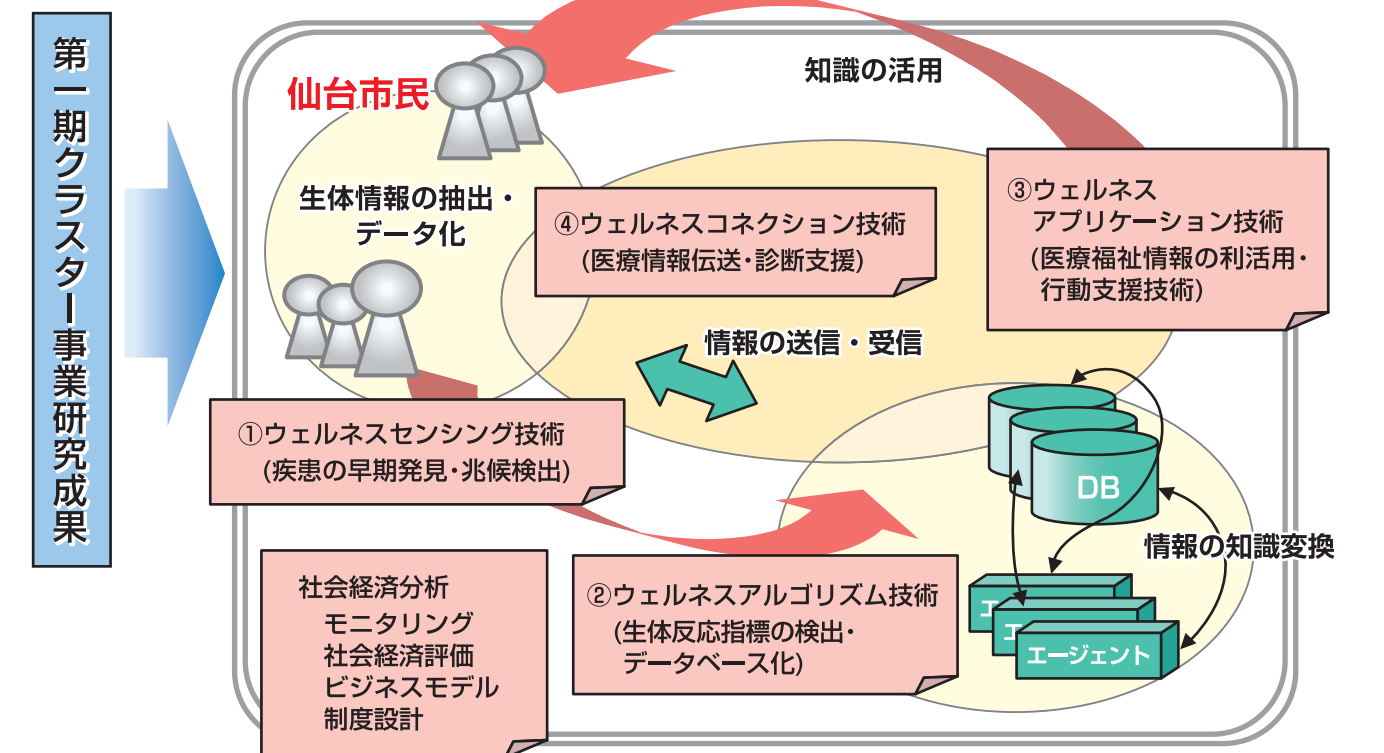 第一期クラスター事業研究成果
仙台市民
知識の活用
生体情報の抽出・
データ化
④ウェルネスコネクション技術
(医療情報伝送・診断支援)
③ウェルネス
アプリケーション技術
(医療福祉情報の利活用・
行動支援技術)
情報の送信・受信
①ウェルネスセンシング技術
(疾患の早期発見・兆候検出)
DB
情報の知識変換
②ウェルネスアルゴリズム技術
(生体反応指標の検出・
データベース化)
エ
エ
エージェント
社会経済分析
モニタリング
社会経済評価
ビジネスモデル
制度設計